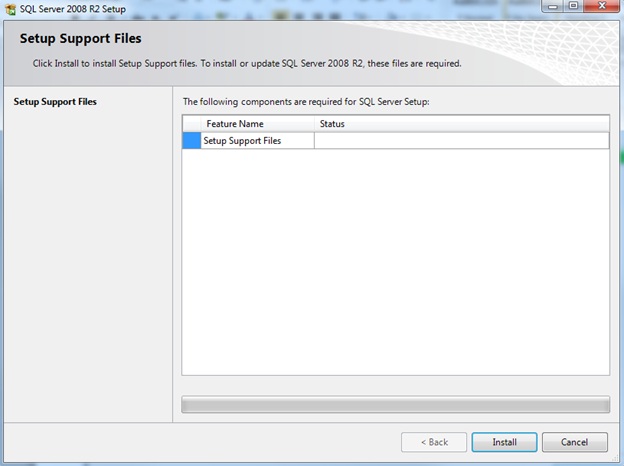 SQL Server 2008 R2 Setup
Setup Support Files
Click Install to install Setup Support files. To install or update SQL Server 2008 R2, these files are required.
Setup Support Files
The following components are required for SQL Server Setup:
Feature Name Status
Setup Support Files
< Back Install Cancel